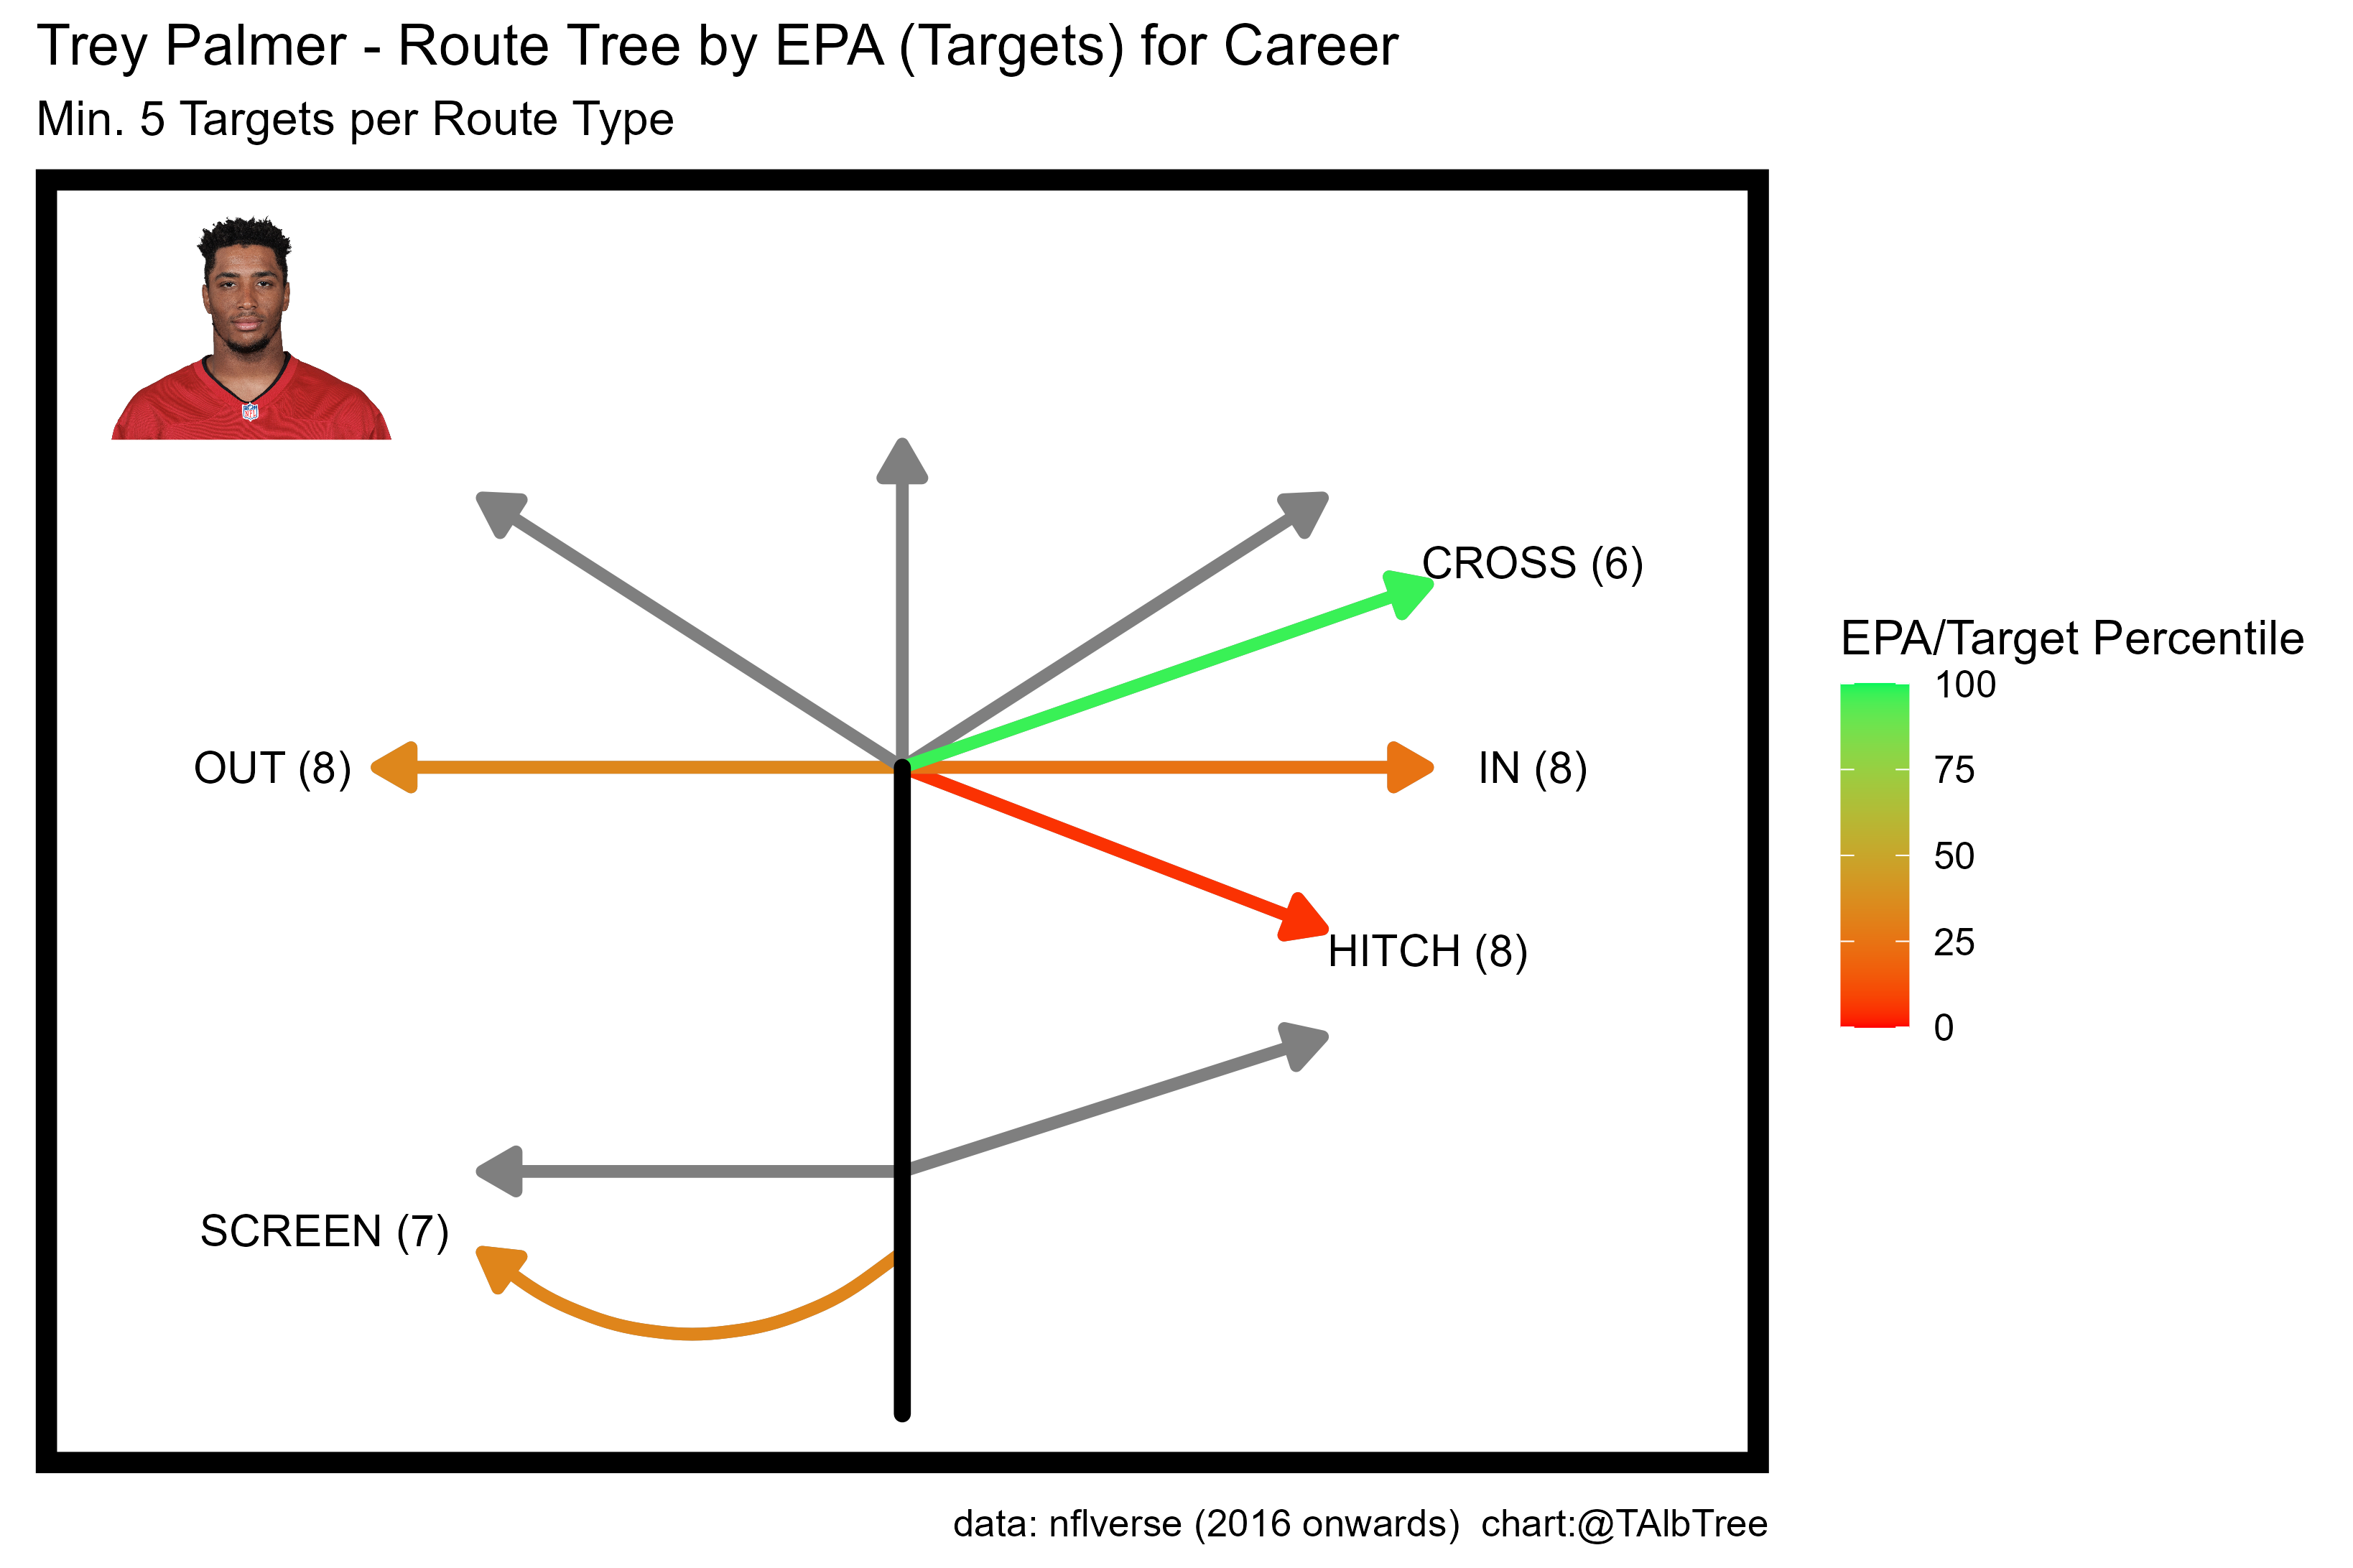 Trey Palmer - Route Tree by EPA (Targets) for Career
Min. 5 Targets per Route Type
CROSS (6)
OUT (8)
IN (8)
HITCH (8)
SCREEN (7)
EPA/Target Percentile
100
75
50
25
0
data: nflverse (2016 onwards)  chart:@TAlbTree